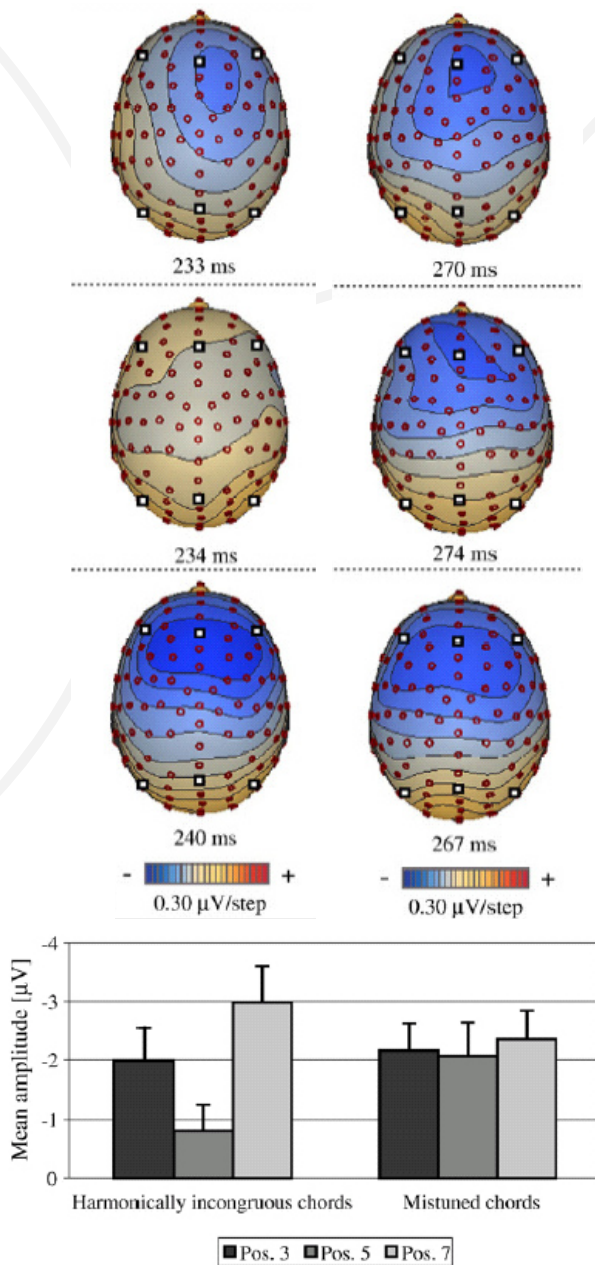 233 ms 270 ms
234 ms 274 ms
240 ms 267 ms
- + - +
0.30 µV/step 0.30 µV/step
Mean amplitude [µV]
-4
-3
-2
-1
0
Harmonically incongruous chords Mistuned chords
Pos. 3 Pos. 5 Pos. 7